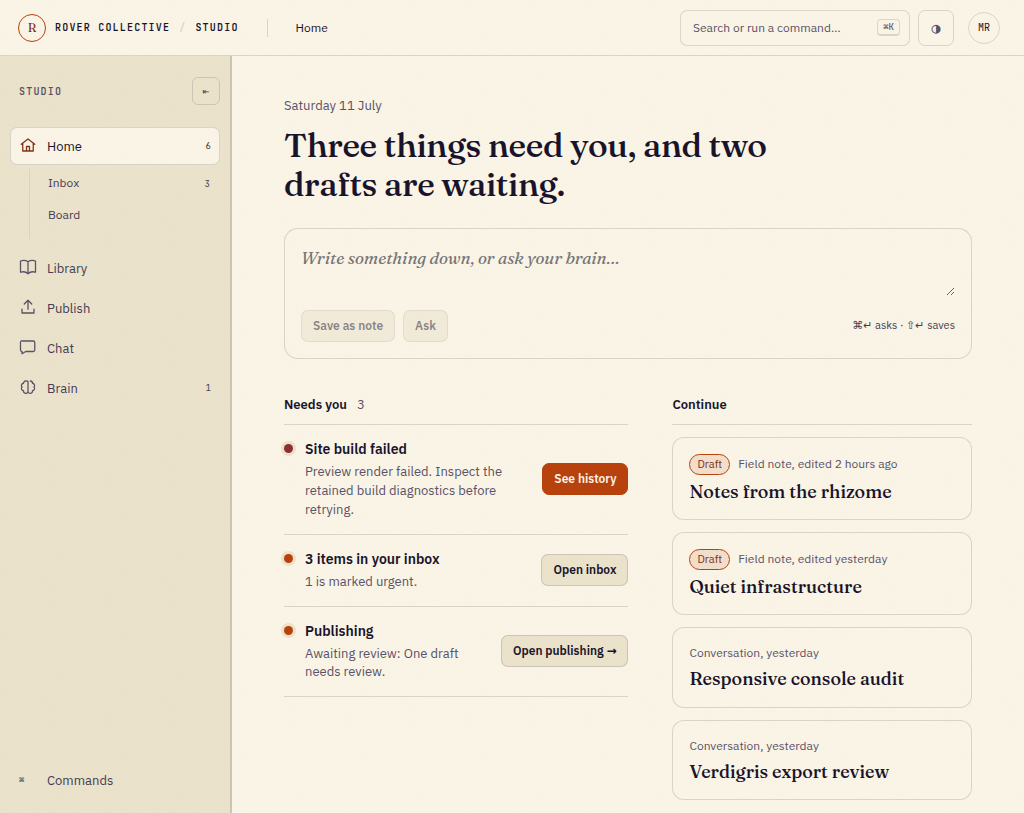 R ROVER COLLECTIVE / STUDIO
Home
Search or run a command... ⌘K
MR
STUDIO
Home 6
Inbox 3
Board
Library
Publish
Chat
Brain 1
⌘ Commands
Saturday 11 July
Three things need you, and two
drafts are waiting.
Write something down, or ask your brain...
Save as note
Ask
⌘↵ asks · ⇧↵ saves
Needs you 3
Site build failed
Preview render failed. Inspect the
retained build diagnostics before
retrying.
See history
3 items in your inbox
1 is marked urgent.
Open inbox
Publishing
Awaiting review: One draft
needs review.
Open publishing →
Continue
Draft Field note, edited 2 hours ago
Notes from the rhizome
Draft Field note, edited yesterday
Quiet infrastructure
Conversation, yesterday
Responsive console audit
Conversation, yesterday
Verdigris export review